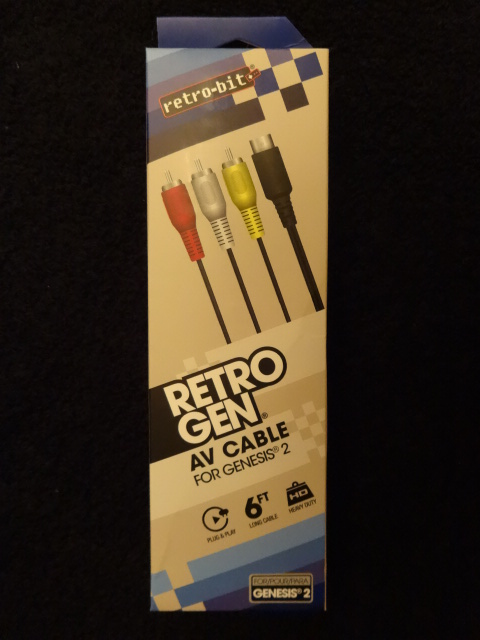 retro-bit
RETRO
GEN®
AV CABLE
FOR GENESIS® 2
PLUG & PLAY
6FT
LONG CABLE
HD
HEAVY DUTY
FOR/POUR/PARA
GENESIS® 2